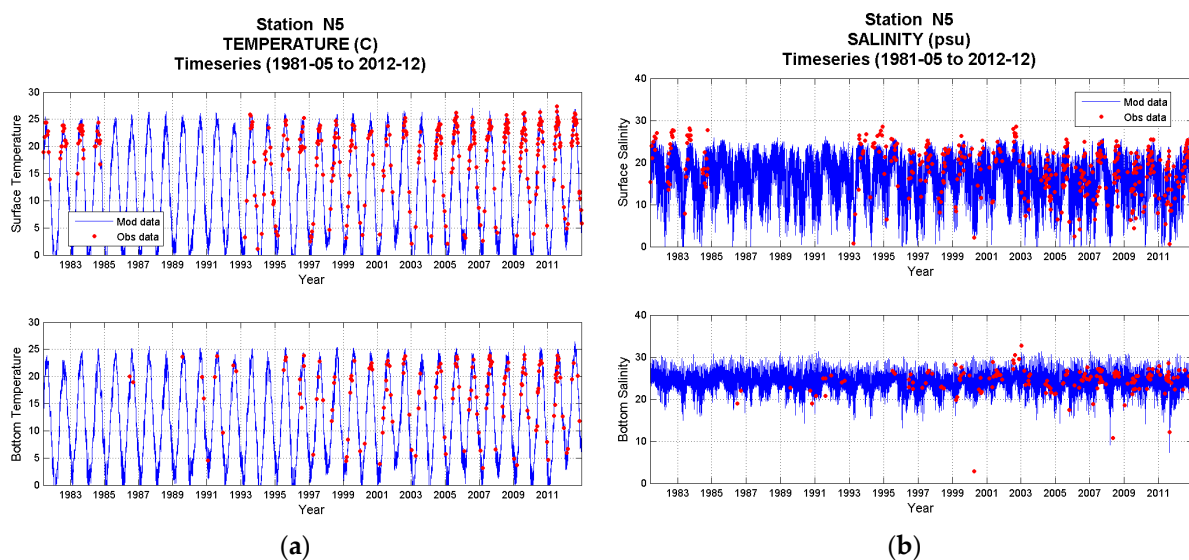 Station N5
TEMPERATURE (C)
Timeseries (1981-05 to 2012-12)
30
25
20
15
10
5
0
Surface Temperature
Mod data
Obs data
1983 1985 1987 1989 1991 1993 1995 1997 1999 2001 2003 2005 2007 2009 2011
Year
30
25
20
15
10
5
0
Bottom Temperature
1983 1985 1987 1989 1991 1993 1995 1997 1999 2001 2003 2005 2007 2009 2011
Year
(a)
Station N5
SALINITY (psu)
Timeseries (1981-05 to 2012-12)
40
30
20
10
0
Surface Salinity
Mod data
Obs data
1983 1985 1987 1989 1991 1993 1995 1997 1999 2001 2003 2005 2007 2009 2011
Year
40
30
20
10
0
Bottom Salinity
1983 1985 1987 1989 1991 1993 1995 1997 1999 2001 2003 2005 2007 2009 2011
Year
(b)